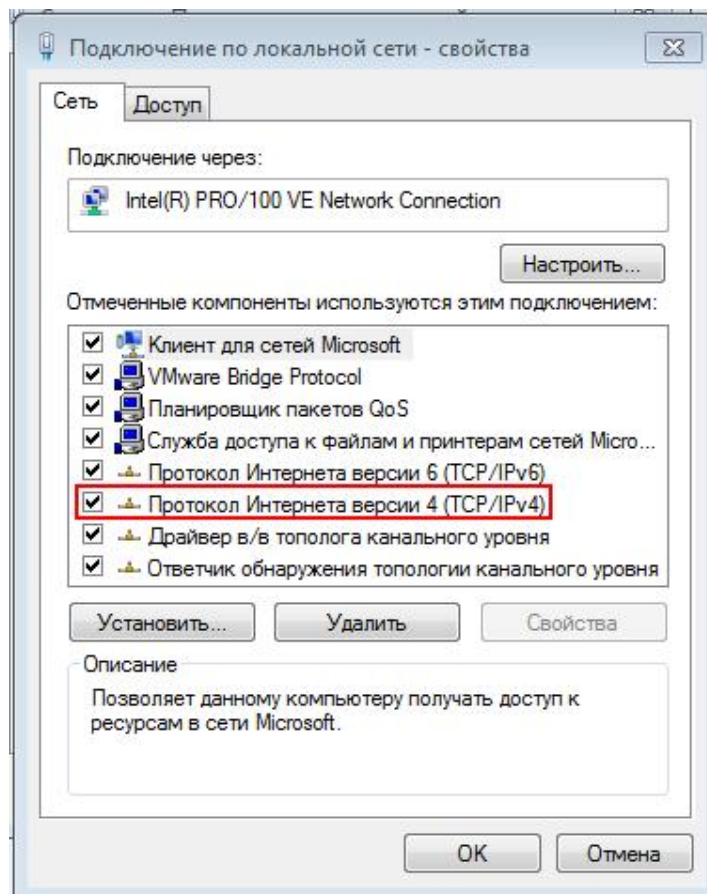 Подключение по локальной сети - свойства
Сеть Доступ
Подключение через:
Intel(R) PRO/100 VE Network Connection
Настроить...
Отмеченные компоненты используются этим подключением:
Клиент для сетей Microsoft
VMware Bridge Protocol
Планировщик пакетов QoS
Служба доступа к файлам и принтерам сетей Micro...
Протокол Интернета версии 6 (TCP/IPv6)
Протокол Интернета версии 4 (TCP/IPv4)
Драйвер в/в тополога канального уровня
Ответчик обнаружения топологии канального уровня
Установить... Удалить Свойства
Описание
Позволяет данному компьютеру получать доступ к
ресурсам в сети Microsoft.
OK Отмена